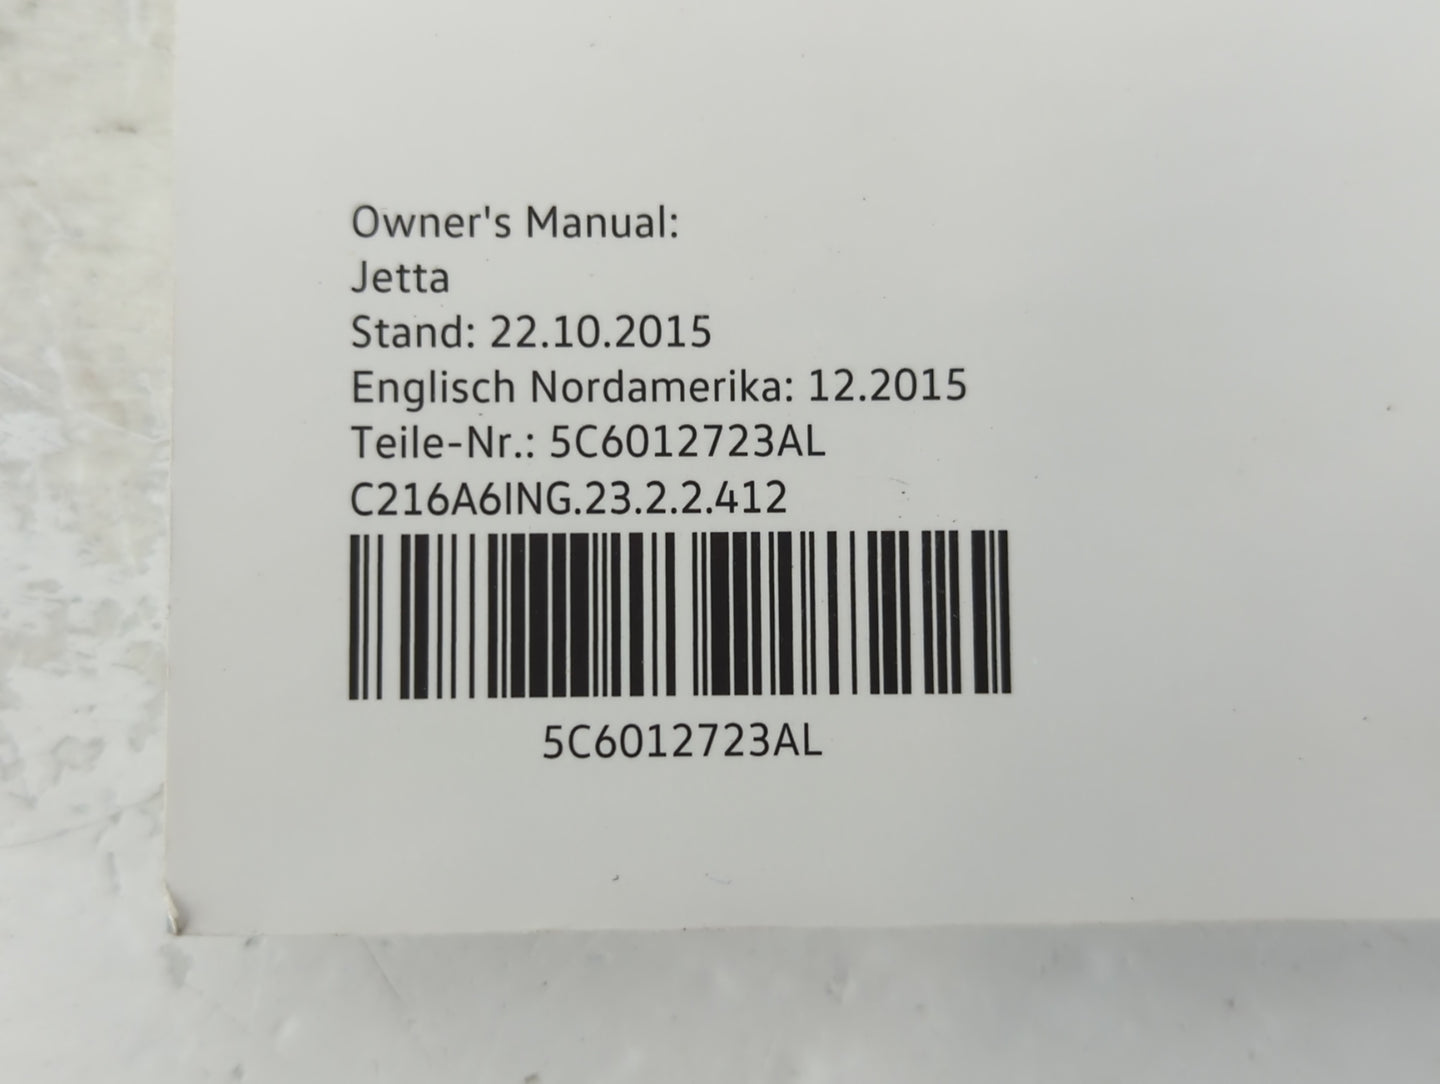 Owner's Manual:
Jetta
Stand: 22.10.2015
Englisch Nordamerika: 12.2015
Teile-Nr.: 5C6012723AL
C216A6ING.23.2.2.412
5C6012723AL